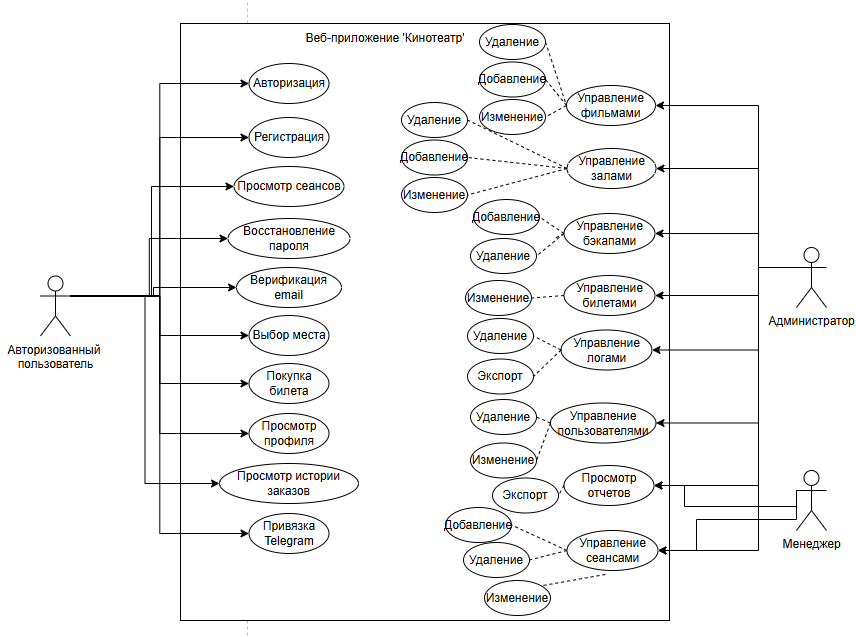 Веб-приложение 'Кинотеатр'
Авторизация
Регистрация
Просмотр сеансов
Восстановление
пароля
Верификация
email
Выбор места
Покупка
билета
Просмотр
профиля
Просмотр истории
заказов
Привязка
Telegram
Авторизованный
пользователь
Удаление
Добавление
Изменение
Управление
фильмами
Удаление
Добавление
Изменение
Управление
залами
Добавление
Удаление
Управление
бэкапами
Изменение
Управление
билетами
Удаление
Экспорт
Управление
логами
Удаление
Изменение
Управление
пользователями
Экспорт
Просмотр
отчетов
Добавление
Удаление
Изменение
Управление
сеансами
Администратор
Менеджер